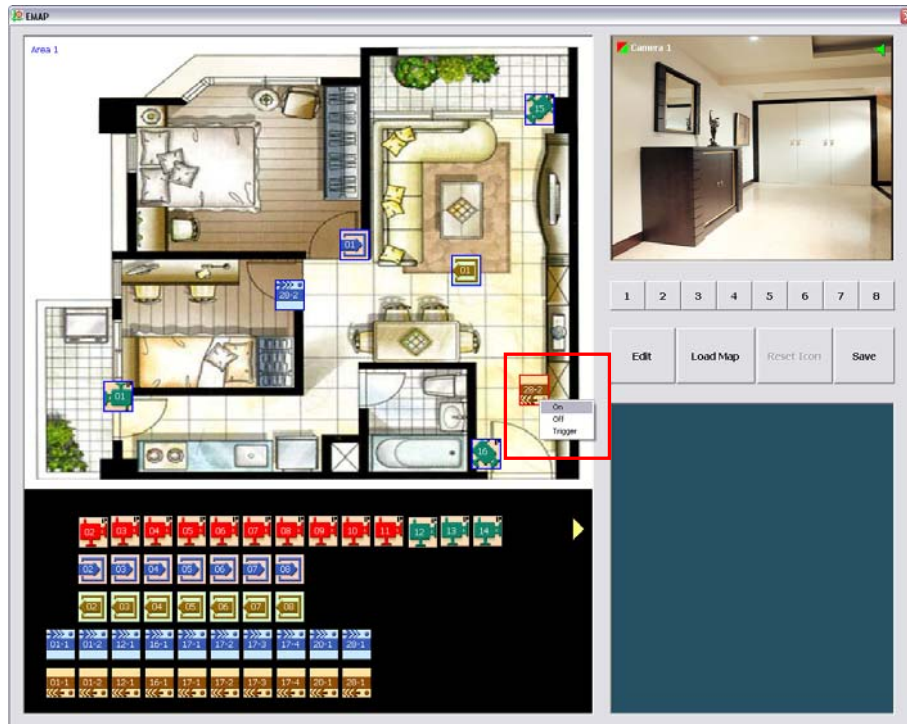 EMAP
Area 1
Camera 1
15
01
01
28-2
01
28-2
On
Off
Trigger
16
1 2 3 4 5 6 7 8
Edit Load Map Reset Icon Save
02 03 04 05 06 07 08 09 10 11 12 13 14
02 03 04 05 06 07 08
02 03 04 05 06 07 08
01-1 01-2 12-1 16-1 17-1 17-2 17-3 17-4 20-1 28-1
01-1 01-2 12-1 16-1 17-1 17-2 17-3 17-4 20-1 28-1